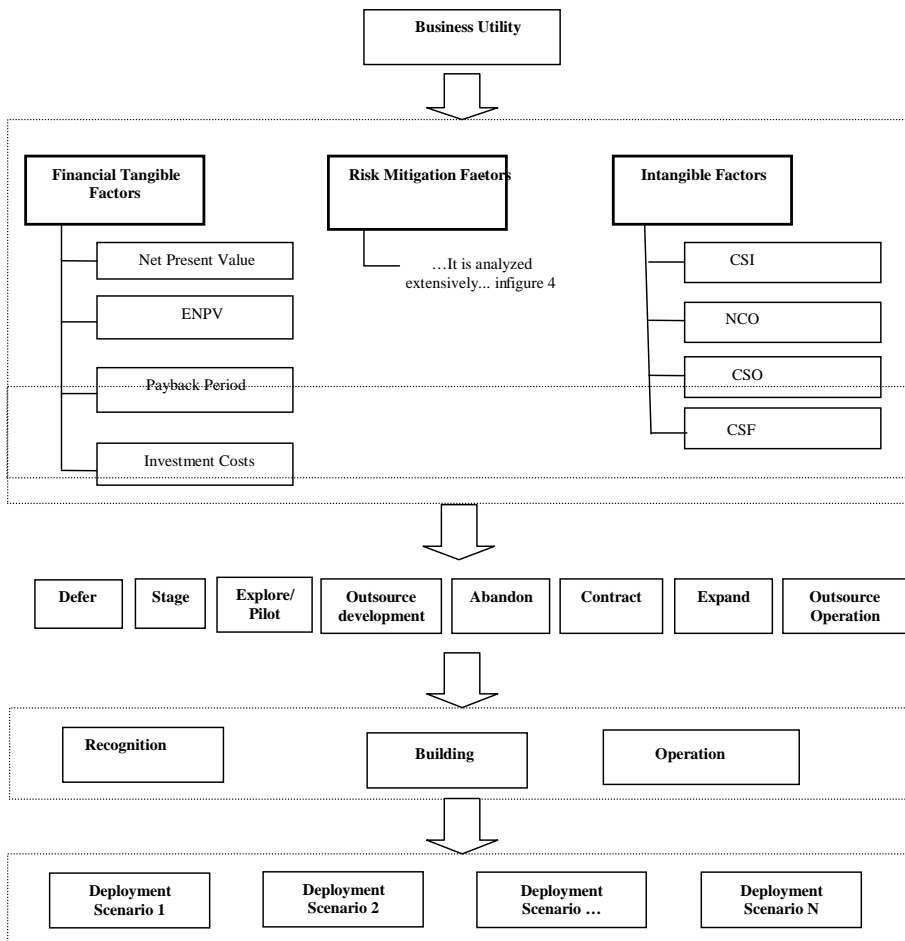 Business Utility
Financial Tangible
Factors
Risk Mitigation Faetors
Intangible Factors
Net Present Value
ENPV
Payback Period
Investment Costs
…It is analyzed
extensively... infigure 4
CSI
NCO
CSO
CSF
Defer
Stage
Explore/
Pilot
Outsource
development
Abandon
Contract
Expand
Outsource
Operation
Recognition
Building
Operation
Deployment
Scenario 1
Deployment
Scenario 2
Deployment
Scenario …
Deployment
Scenario N